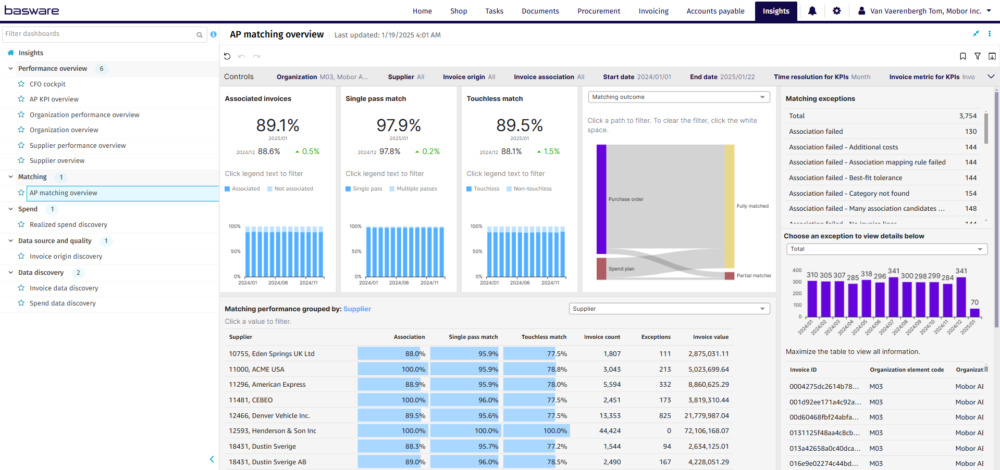 basware
Home Shop Tasks Documents Procurement Invoicing Accounts payable Insights Van Vaerenbergh Tom, Mobor Inc.
Filter dashboards
Insights
Performance overview 6
CFO cockpit
AP KPI overview
Organization performance overview
Organization overview
Supplier performance overview
Supplier overview
Matching 1
AP matching overview
Spend 1
Realized spend discovery
Data source and quality 1
Invoice origin discovery
Data discovery 2
Invoice data discovery
Spend data discovery
AP matching overview Last updated: 1/19/2025 4:01 AM
Controls Organization M03, Mobor A... Supplier All Invoice origin All Invoice association All Start date 2024/01/01 End date 2025/01/22 Time resolution for KPIs Month Invoice metric for KPIs Invo
Associated invoices
89.1%
2025/01
2024/12 88.6% 0.5%
Click legend text to filter
Associated Not associated
100%
50%
0%
2024/01 2024/06 2024/11
Single pass match
97.9%
2025/01
2024/12 97.8% 0.2%
Click legend text to filter
Single pass Multiple passes
100%
50%
0%
2024/01 2024/06 2024/11
Touchless match
89.5%
2025/01
2024/12 88.1% 1.5%
Click legend text to filter
Touchless Non-touchless
100%
50%
0%
2024/01 2024/06 2024/11
Matching outcome
Click a path to filter. To clear the filter, click the white
space.
Purchase order
Fully matched
Spend plan
Partial matched
Matching exceptions
Total 3,754
Association failed 130
Association failed - Additional costs 144
Association failed - Association mapping rule failed 144
Association failed - Best-fit tolerance 144
Association failed - Category not found 154
Association failed - Many association candidates ... 148
Association failed - No invoice lines 144
Choose an exception to view details below
Total
400
300
200
100
0
310 305 307 285 318 296 341 300 298 299 284 341 70
2024/01 2024/02 2024/03 2024/04 2024/05 2024/06 2024/07 2024/08 2024/09 2024/10 2024/11 2024/12 2025/01
Maximize the table to view all information.
Invoice ID Organization element code Organizat
0004275dc2614b78... M03 Mobor AB
001d92ee171a4c92a... M03 Mobor AB
00d60468fbf24abfa... M03 Mobor AB
0131125f48aa4c8cb... M03 Mobor AB
013a42658a0c40dca... M03 Mobor AB
016e9e02274c44bd... M03 Mobor AB
Matching performance grouped by: Supplier
Supplier
Click a value to filter.
Supplier Association Single pass match Touchless match Invoice count Exceptions Invoice value
10755, Eden Springs UK Ltd 88.0% 95.9% 77.5% 1,807 111 2,875,031.11
11000, ACME USA 100.0% 95.9% 78.8% 3,043 213 5,023,699.64
11296, American Express 88.9% 95.9% 78.0% 5,594 332 8,860,625.29
11481, CEBEO 100.0% 96.0% 77.5% 2,451 173 3,819,310.44
12466, Denver Vehicle Inc. 89.5% 95.6% 77.5% 13,353 825 21,779,987.04
12593, Henderson & Son Inc 100.0% 100.0% 100.0% 44,424 0 72,106,168.07
18431, Dustin Sverige 88.3% 95.7% 77.2% 1,544 94 2,634,125.01
18431, Dustin Sverige AB 89.0% 96.0% 78.5% 2,490 167 4,228,051.29